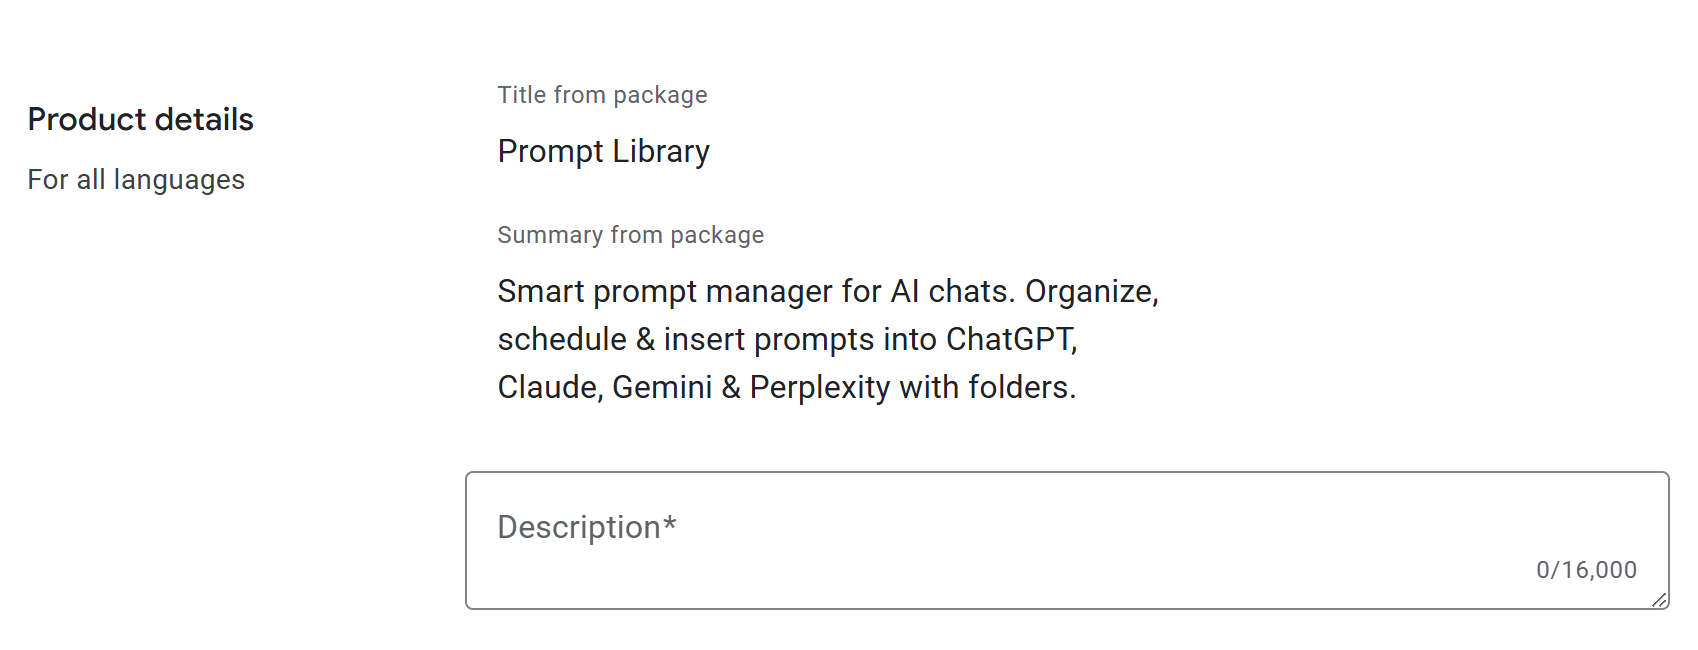 Product details
For all languages
Title from package
Prompt Library
Summary from package
Smart prompt manager for AI chats. Organize,
schedule & insert prompts into ChatGPT,
Claude, Gemini & Perplexity with folders.
Description*
0/16,000